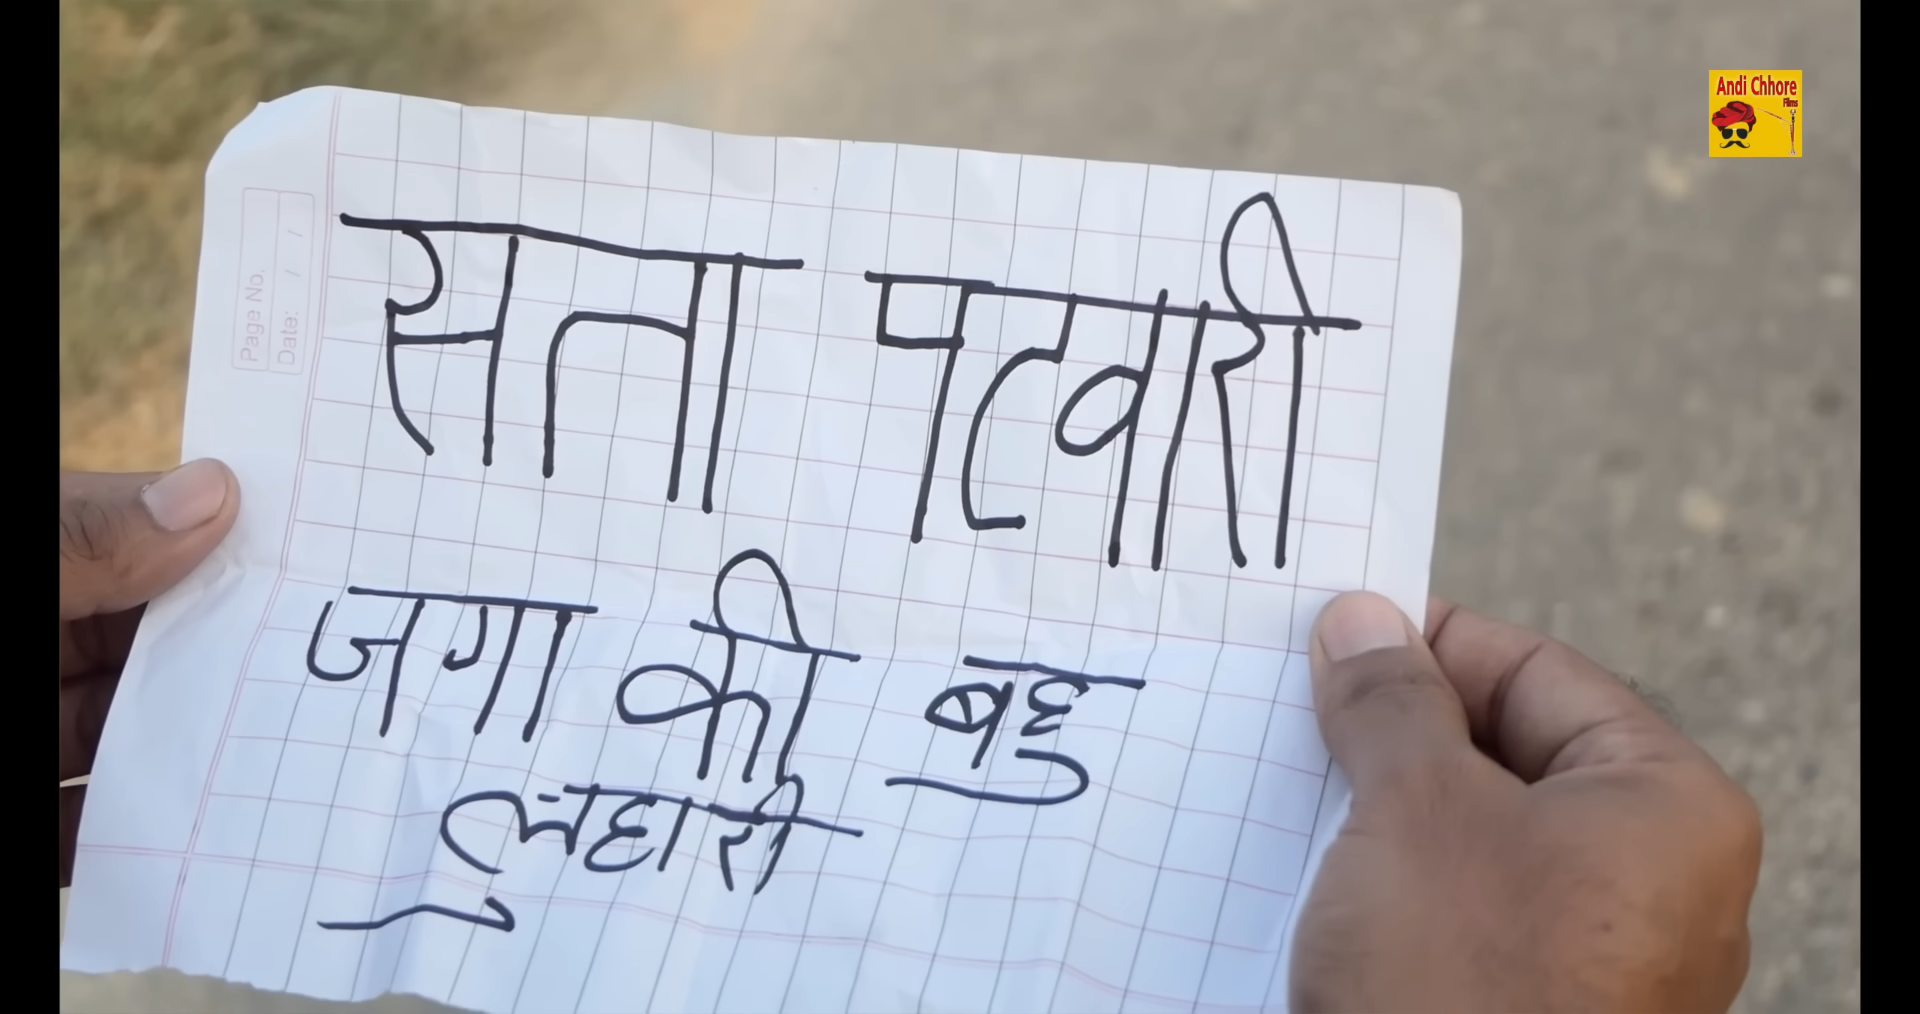 Andi Chhore
Films
Page No.
Date: / /
सता पटवारी
जगा की बहु
लुहारी